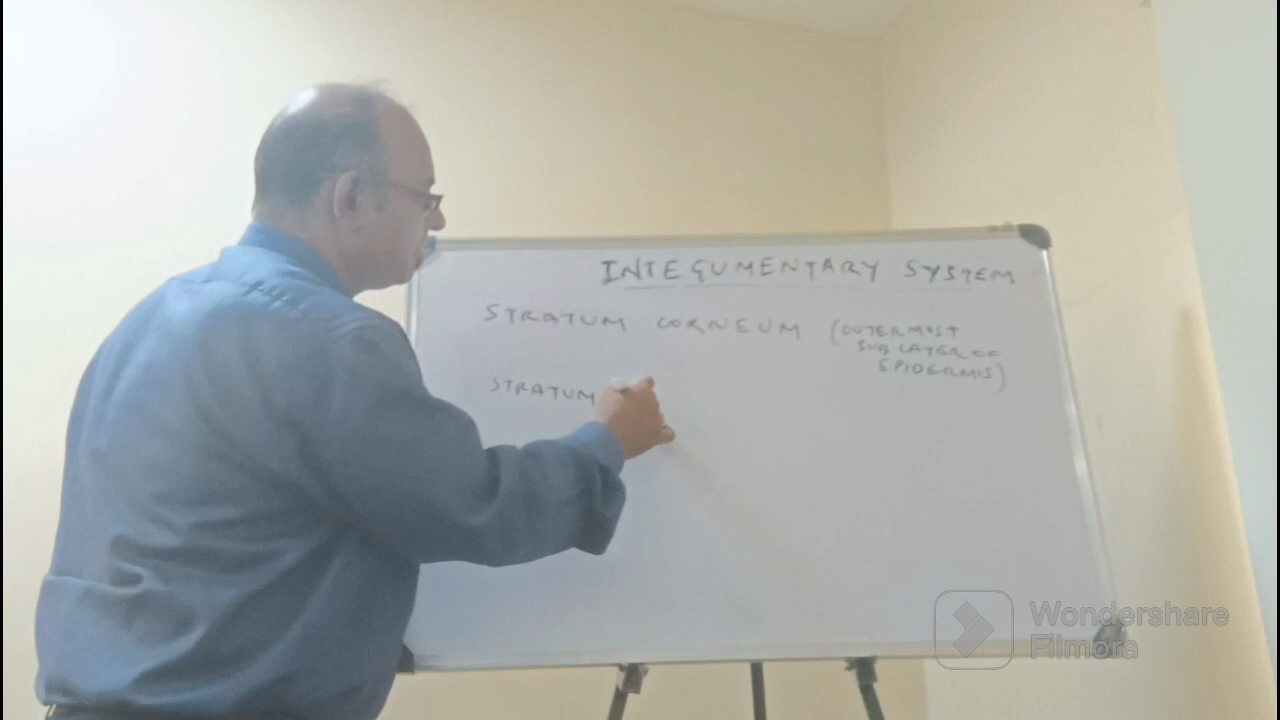 INTEGUMENTARY SYSTEM
STRATUM CORNEUM (OUTERMOST
SUB LAYER OF
EPIDERMIS)
STRATUM
Wondershare
Filmora